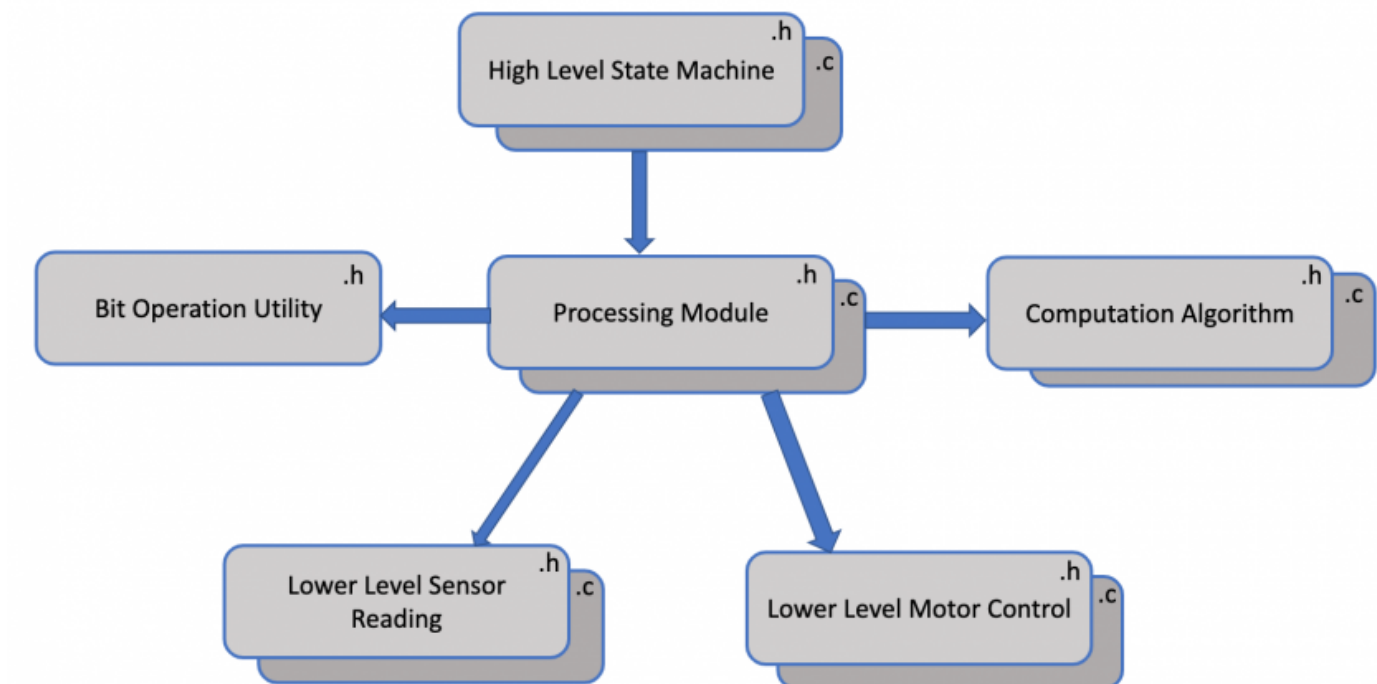 .h
High Level State Machine
.c
.h
Bit Operation Utility
.h
Processing Module
.c
.h
Computation Algorithm
.c
.h
Lower Level Sensor
Reading
.c
.h
Lower Level Motor Control
.c